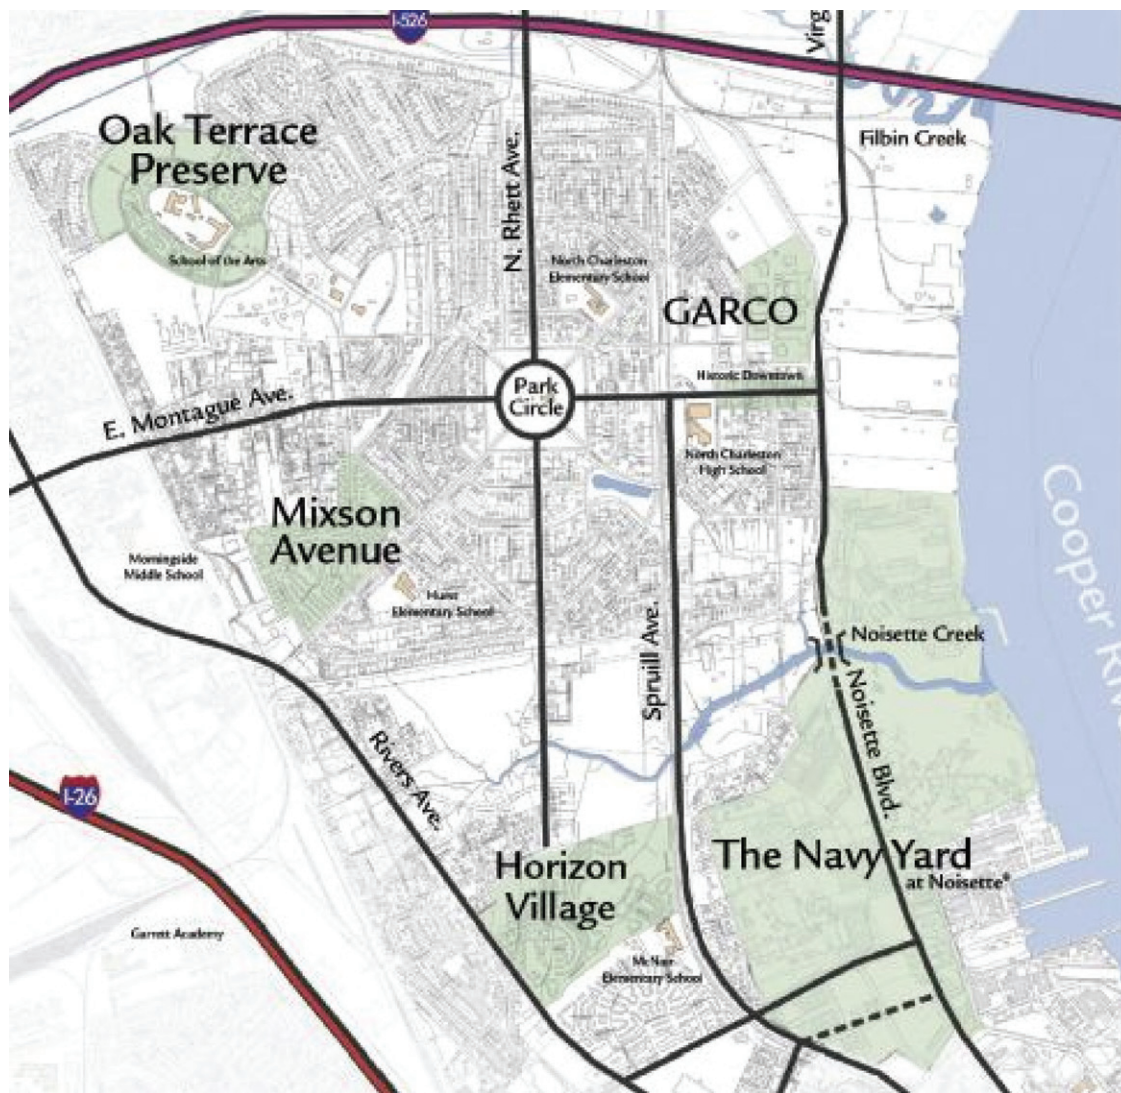 I-526
Virg
Oak Terrace
Preserve
Filbin Creek
N. Rhett Ave.
School of the Arts
North Charleston
Elementary School
GARCO
Historic Downtown
Park
Circle
E. Montague Ave.
North Charleston
High School
Mixson
Avenue
Cooper Rive
Morningside
Middle School
Hurst
Elementary School
Noisette Creek
Spruill Ave.
Noisette Blvd.
Rivers Ave.
I-26
Horizon
Village
The Navy Yard
at Noisette®
Garrett Academy
McNair
Elementary School